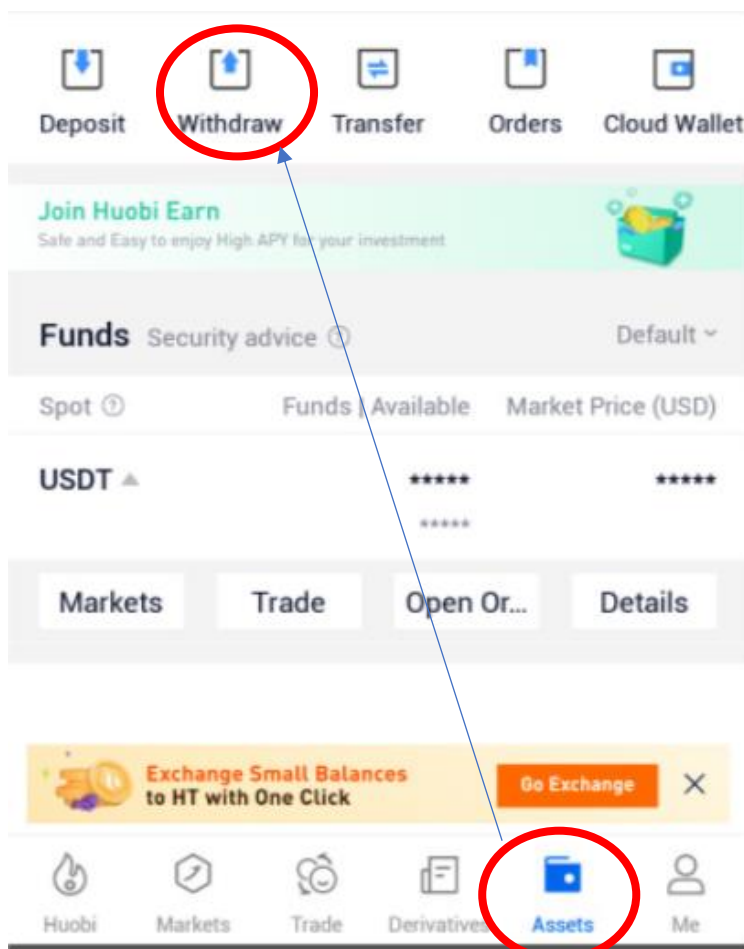 Deposit Withdraw Transfer Orders Cloud Wallet
Join Huobi Earn
Safe and Easy to enjoy High APY for your investment
Funds Security advice Default
Spot Funds | Available Market Price (USD)
USDT ***** *****
*****
Markets Trade Open Or... Details
Exchange Small Balances
to HT with One Click
Go Exchange
Huobi Markets Trade Derivatives Assets Me